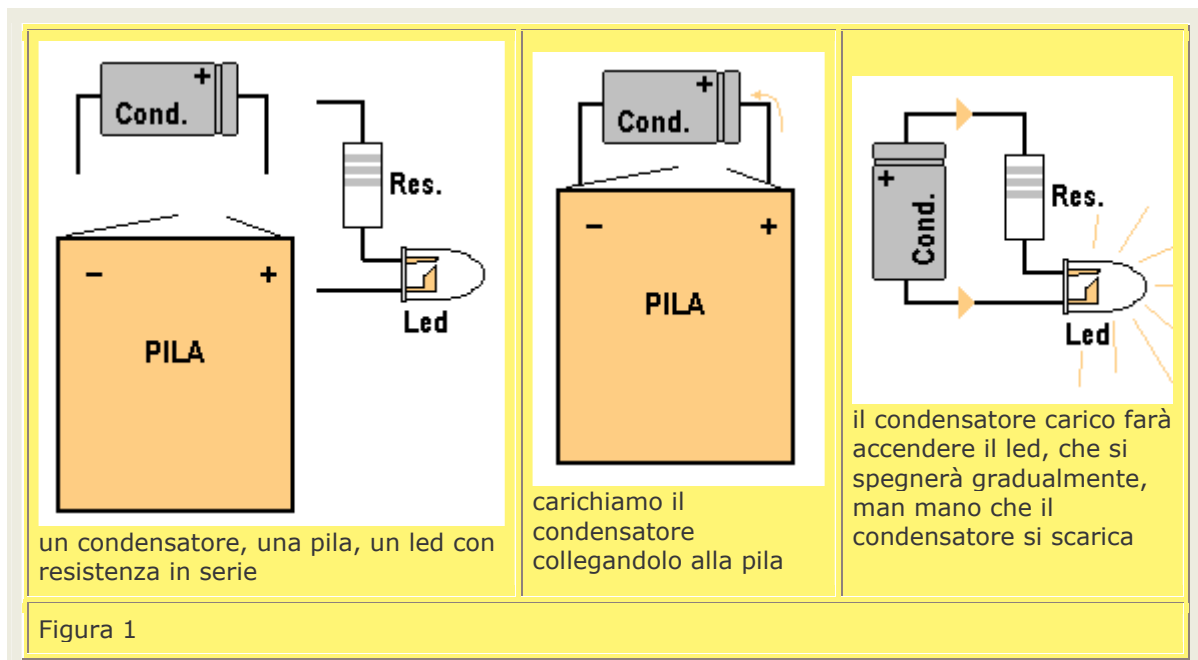 +
Cond.
Res.
Led
- +
PILA
un condensatore, una pila, un led con
resistenza in serie
+
Cond.
- +
PILA
carichiamo il
condensatore
collegandolo alla pila
+
Cond.
Res.
Led
il condensatore carico farà
accendere il led, che si
spegnerà gradualmente,
man mano che il
condensatore si scarica
Figura 1